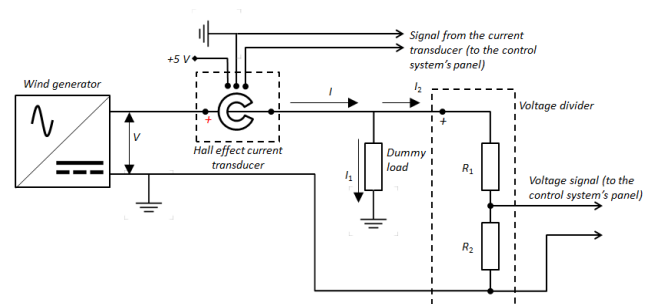 Signal from the current
transducer (to the control
system's panel)
+5 V
Wind generator
I
I2
Voltage divider
+
+
V
Hall effect current
transducer
Dummy
load
I1
R1
Voltage signal (to the
control system's panel)
R2